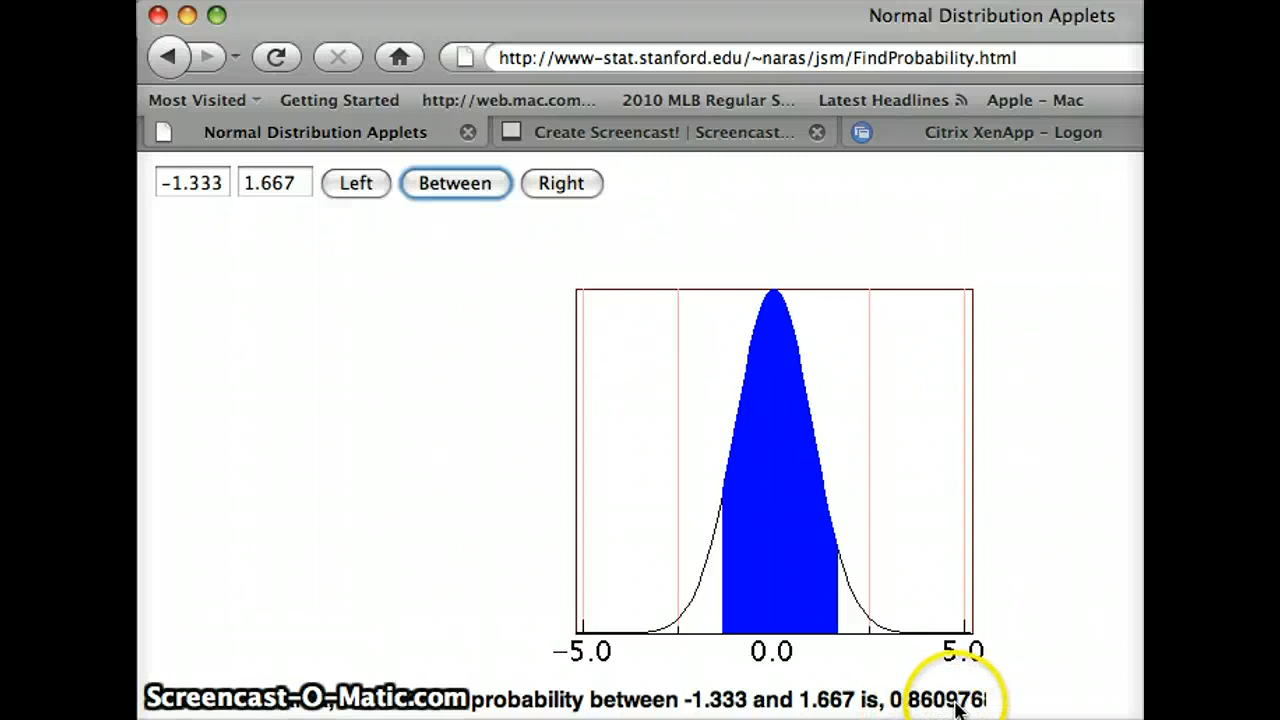 Normal Distribution Applets
http://www-stat.stanford.edu/~naras/jsm/FindProbability.html
Most Visited Getting Started http://web.mac.com... 2010 MLB Regular S... Latest Headlines Apple - Mac
Normal Distribution Applets Create Screencast! | Screencast... Citrix XenApp - Logon
-1.333 1.667 Left Between Right
-5.0 0.0 5.0
Screencast-O-Matic.com probability between -1.333 and 1.667 is, 0.860976